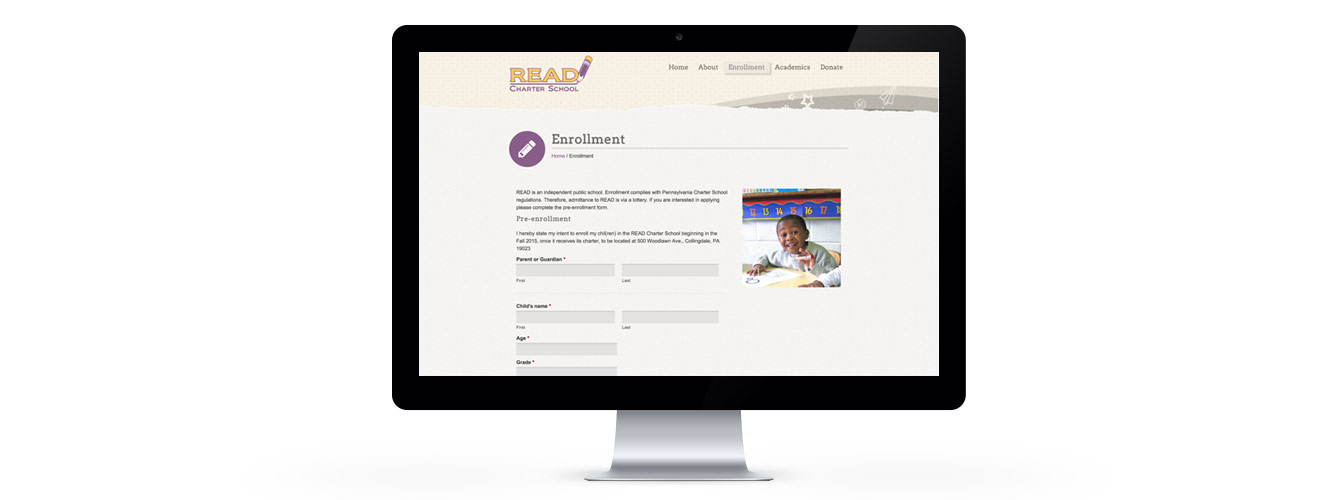 READ
CHARTER SCHOOL
Home About Enrollment Academics Donate
Enrollment
Home / Enrollment
READ is an independent public school. Enrollment complies with Pennsylvania Charter School
regulations. Therefore, admittance to READ is via a lottery. If you are interested in applying
please complete the pre-enrollment form.
Pre-enrollment
I hereby state my intent to enroll my chil(ren) in the READ Charter School beginning in the
Fall 2015, once it receives its charter, to be located at 500 Woodlawn Ave., Collingdale, PA
19023
Parent or Guardian *
First Last
Child's name *
First Last
Age *
Grade *
12 13 14 15 16 17 18